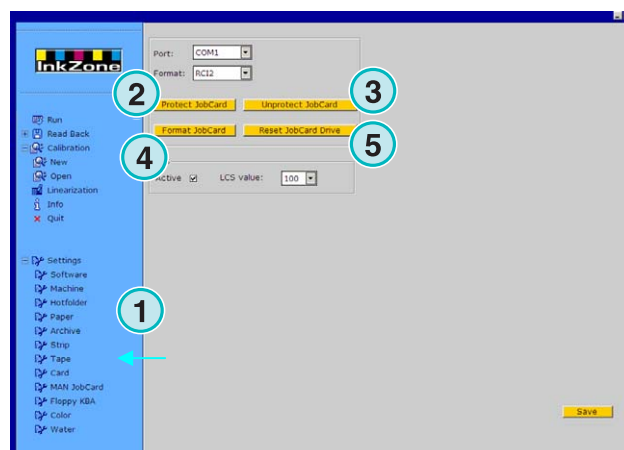 InkZone
Run
Read Back
Calibration
New
Open
Linearization
Info
Quit
Settings
Software
Machine
Hotfolder
Paper
Archive
Strip
Tape
Card
MAN JobCard
Floppy KBA
Color
Water
1
Port: COM1
Format: RCI2
2
3
Protect JobCard Unprotect JobCard
Format JobCard Reset JobCard Drive
4
5
Active LCS value: 100
Save